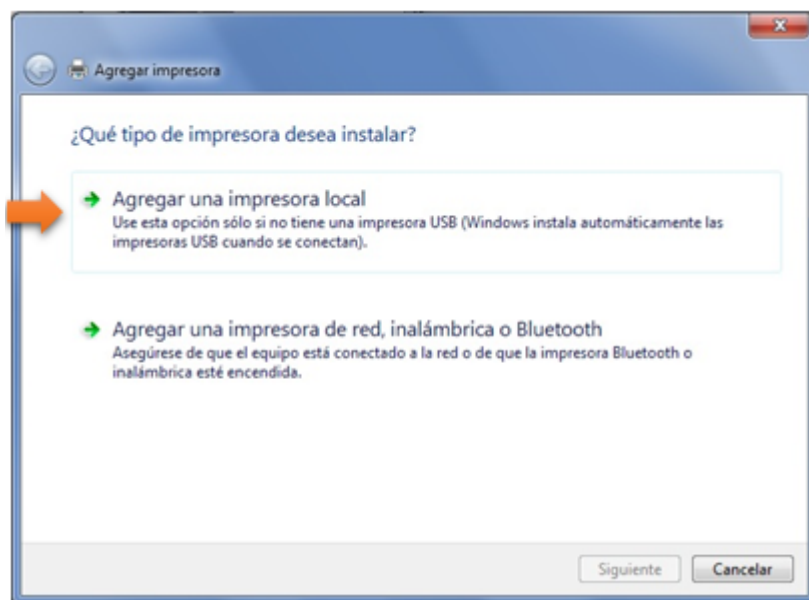 Agregar impresora
¿Qué tipo de impresora desea instalar?
Agregar una impresora local
Use esta opción sólo si no tiene una impresora USB (Windows instala automáticamente las
impresoras USB cuando se conectan).
Agregar una impresora de red, inalámbrica o Bluetooth
Asegúrese de que el equipo está conectado a la red o de que la impresora Bluetooth o
inalámbrica esté encendida.
Siguiente
Cancelar